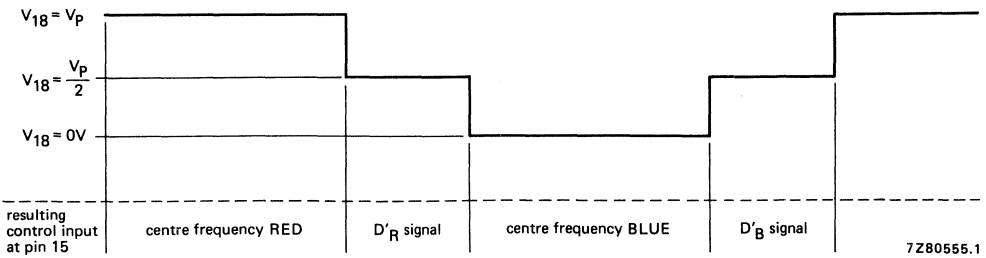 V18 = VP
V18 = VP/2
V18 = 0V
resulting
control input
at pin 15
centre frequency RED
D'R signal
centre frequency BLUE
D'B signal
7Z80555.1